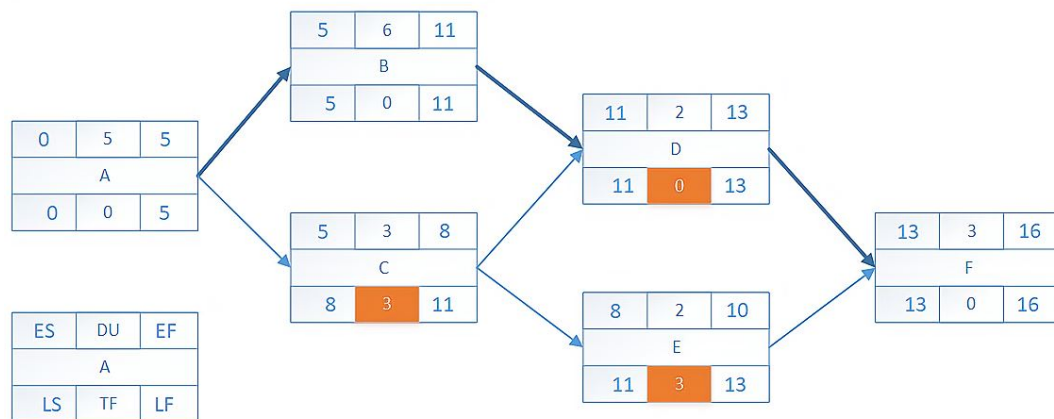 5 6 11
B
5 0 11
0 5 5
A
0 0 5
11 2 13
D
11 0 13
5 3 8
C
8 3 11
13 3 16
F
13 0 16
8 2 10
E
11 3 13
ES DU EF
A
LS TF LF